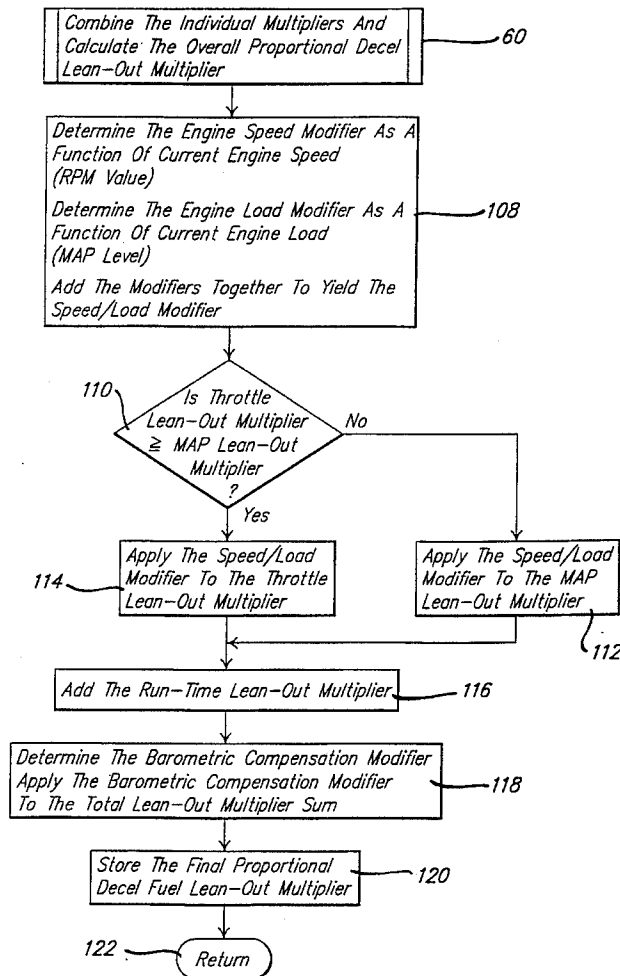 Combine The Individual Multipliers And
Calculate The Overall Proportional Decel
Lean-Out Multiplier
60
Determine The Engine Speed Modifier As A
Function Of Current Engine Speed
(RPM Value)
Determine The Engine Load Modifier As A
Function Of Current Engine Load
(MAP Level)
Add The Modifiers Together To Yield The
Speed/Load Modifier
108
110
Is Throttle
Lean-Out Multiplier
≧ MAP Lean-Out
Multiplier
?
No
Yes
Apply The Speed/Load
Modifier To The Throttle
Lean-Out Multiplier
114
Apply The Speed/Load
Modifier To The MAP
Lean-Out Multiplier
112
Add The Run-Time Lean-Out Multiplier
116
Determine The Barometric Compensation Modifier
Apply The Barometric Compensation Modifier
To The Total Lean-Out Multiplier Sum
118
Store The Final Proportional
Decel Fuel Lean-Out Multiplier
120
122
Return